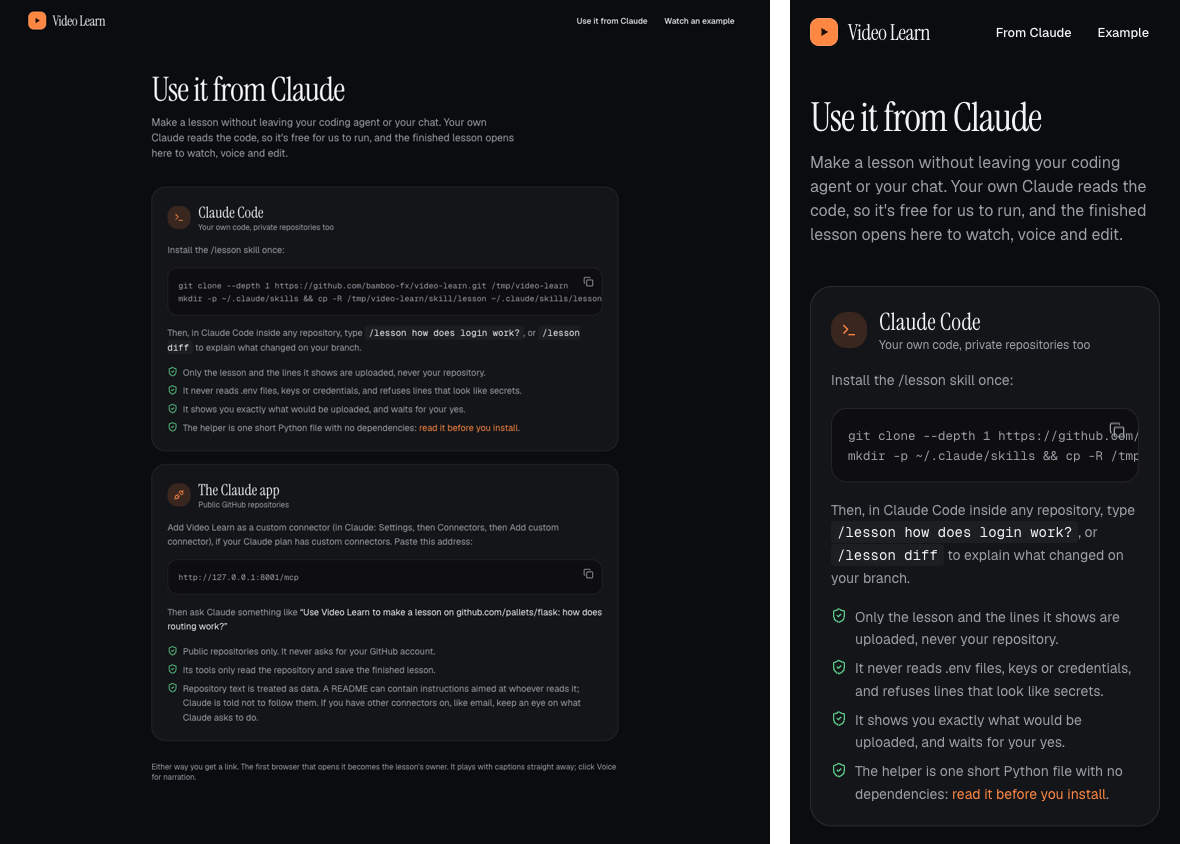 Video Learn
Use it from Claude
Watch an example
Use it from Claude
Make a lesson without leaving your coding agent or your chat. Your own
Claude reads the code, so it's free for us to run, and the finished lesson opens
here to watch, voice and edit.
Claude Code
Your own code, private repositories too
Install the /lesson skill once:
git clone --depth 1 https://github.com/bamboo-fx/video-learn.git /tmp/video-learn
mkdir -p ~/.claude/skills && cp -R /tmp/video-learn/skill/lesson ~/.claude/skills/lesson
Then, in Claude Code inside any repository, type /lesson how does login work? , or /lesson
diff to explain what changed on your branch.
Only the lesson and the lines it shows are uploaded, never your repository.
It never reads .env files, keys or credentials, and refuses lines that look like secrets.
It shows you exactly what would be uploaded, and waits for your yes.
The helper is one short Python file with no dependencies: read it before you install.
The Claude app
Public GitHub repositories
Add Video Learn as a custom connector (in Claude: Settings, then Connectors, then Add custom
connector), if your Claude plan has custom connectors. Paste this address:
http://127.0.0.1:8001/mcp
Then ask Claude something like “Use Video Learn to make a lesson on github.com/pallets/flask: how does
routing work?”
Public repositories only. It never asks for your GitHub account.
Its tools only read the repository and save the finished lesson.
Repository text is treated as data. A README can contain instructions aimed at whoever reads it;
Claude is told not to follow them. If you have other connectors on, like email, keep an eye on what
Claude asks to do.
Either way you get a link. The first browser that opens it becomes the lesson's owner. It plays with captions straight away; click Voice
for narration.
Video Learn
From Claude
Example
Use it from Claude
Make a lesson without leaving your coding
agent or your chat. Your own Claude reads the
code, so it's free for us to run, and the finished
lesson opens here to watch, voice and edit.
Claude Code
Your own code, private repositories too
Install the /lesson skill once:
git clone --depth 1 https://github.com/
mkdir -p ~/.claude/skills && cp -R /tmp
Then, in Claude Code inside any repository, type
/lesson how does login work? , or
/lesson diff to explain what changed on
your branch.
Only the lesson and the lines it shows are
uploaded, never your repository.
It never reads .env files, keys or credentials,
and refuses lines that look like secrets.
It shows you exactly what would be
uploaded, and waits for your yes.
The helper is one short Python file with no
dependencies: read it before you install.